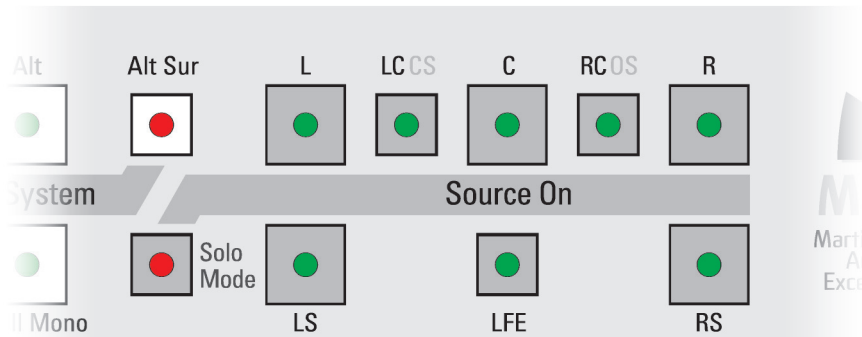 Alt Alt Sur L LC CS C RC OS R
System Source On
Solo
Mode
Mono LS LFE RS